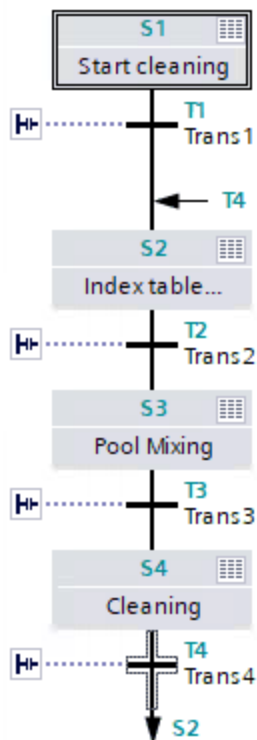 S1
Start cleaning
T1
Trans1
T4
S2
Index table...
T2
Trans2
S3
Pool Mixing
T3
Trans3
S4
Cleaning
T4
Trans4
S2